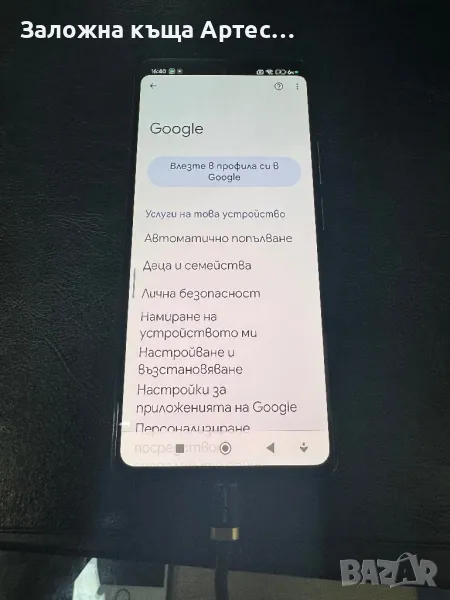 Заложна къща Артес...
16:40
Google
Влезте в профила си в
Google
Услуги на това устройство
Автоматично попълване
Деца и семейства
Лична безопасност
Намиране на
устройството ми
Настройване и
възстановяване
Настройки за
приложенията на Google
Персонализиране
посредством
BAZAR